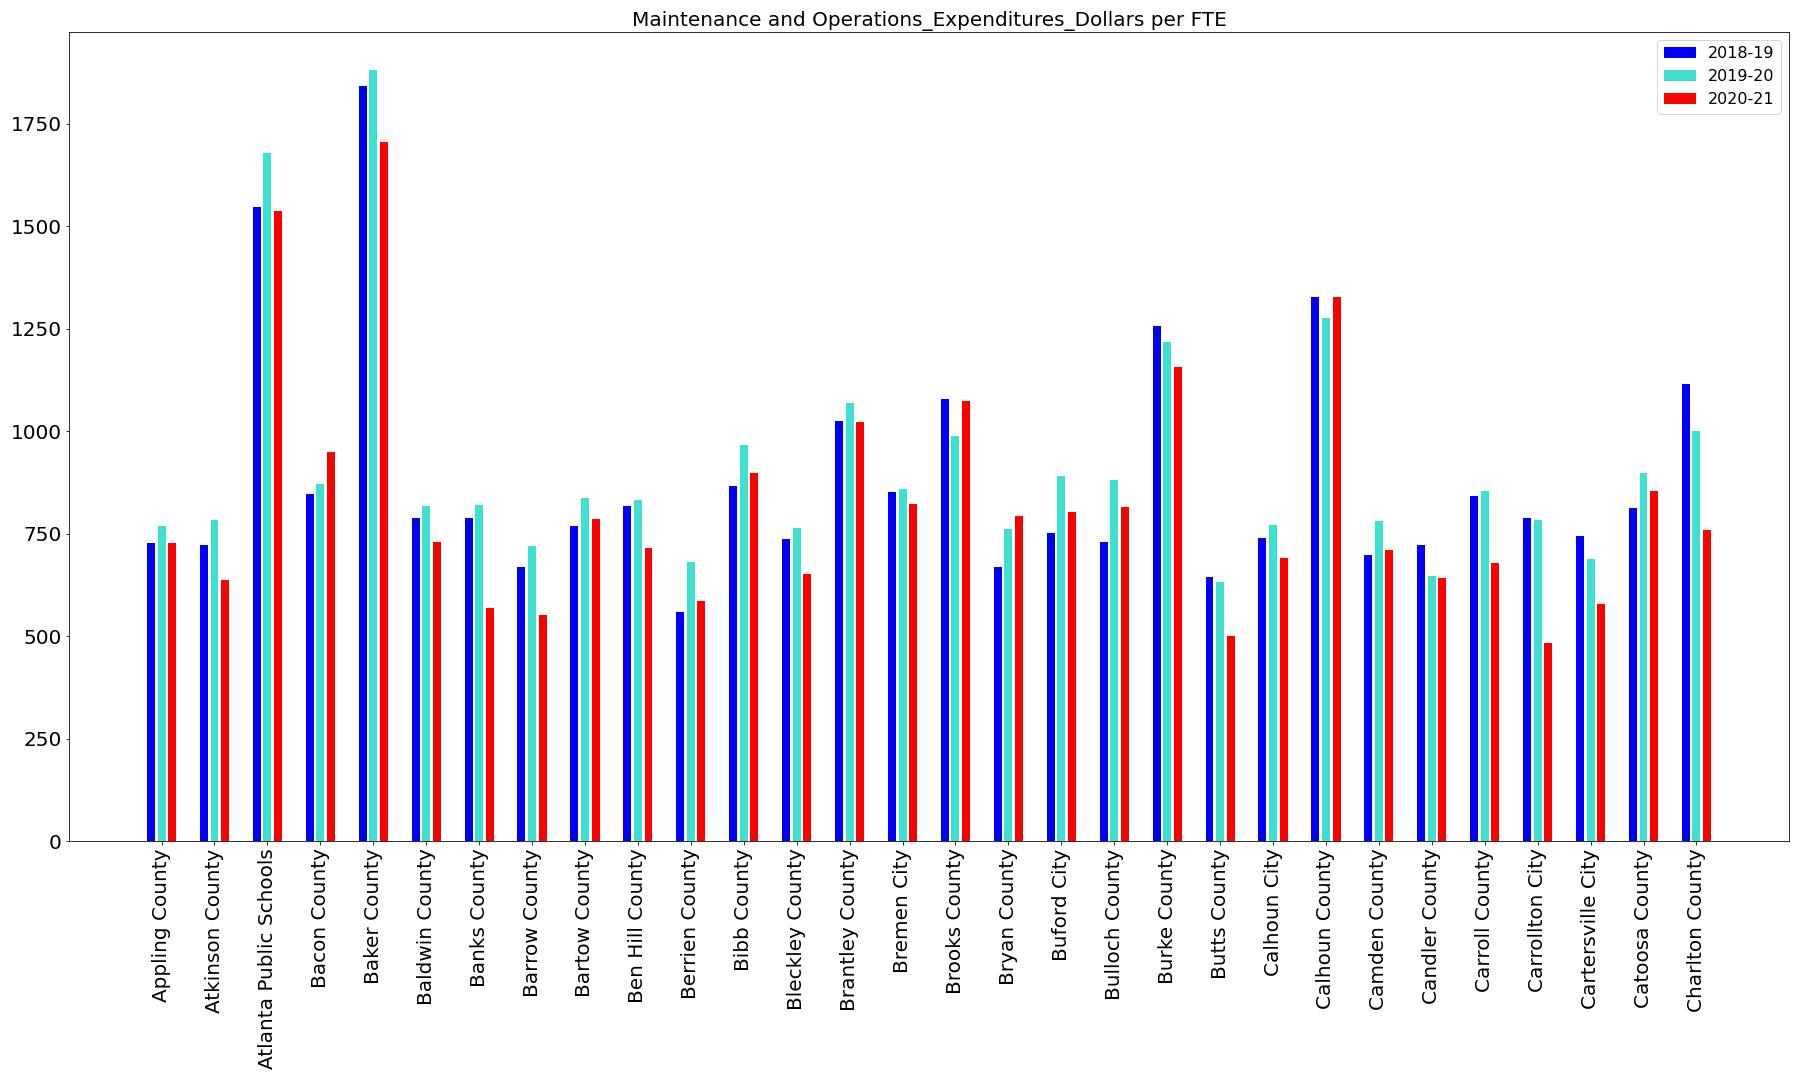 Maintenance and Operations_Expenditures_Dollars per FTE
2018-19
2019-20
2020-21
1750
1500
1250
1000
750
500
250
0
Appling County
Atkinson County
Atlanta Public Schools
Bacon County
Baker County
Baldwin County
Banks County
Barrow County
Bartow County
Ben Hill County
Berrien County
Bibb County
Bleckley County
Brantley County
Bremen City
Brooks County
Bryan County
Buford City
Bulloch County
Burke County
Butts County
Calhoun City
Calhoun County
Camden County
Candler County
Carroll County
Carrollton City
Cartersville City
Catoosa County
Charlton County